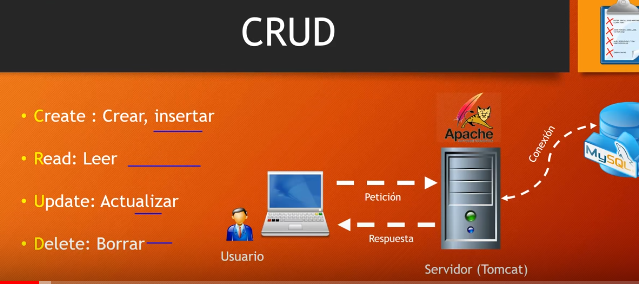 CRUD
• Create : Crear, insertar
• Read: Leer
• Update: Actualizar
• Delete: Borrar
Usuario
Petición
Respuesta
Apache
Servidor (Tomcat)
Conexión
MySQL